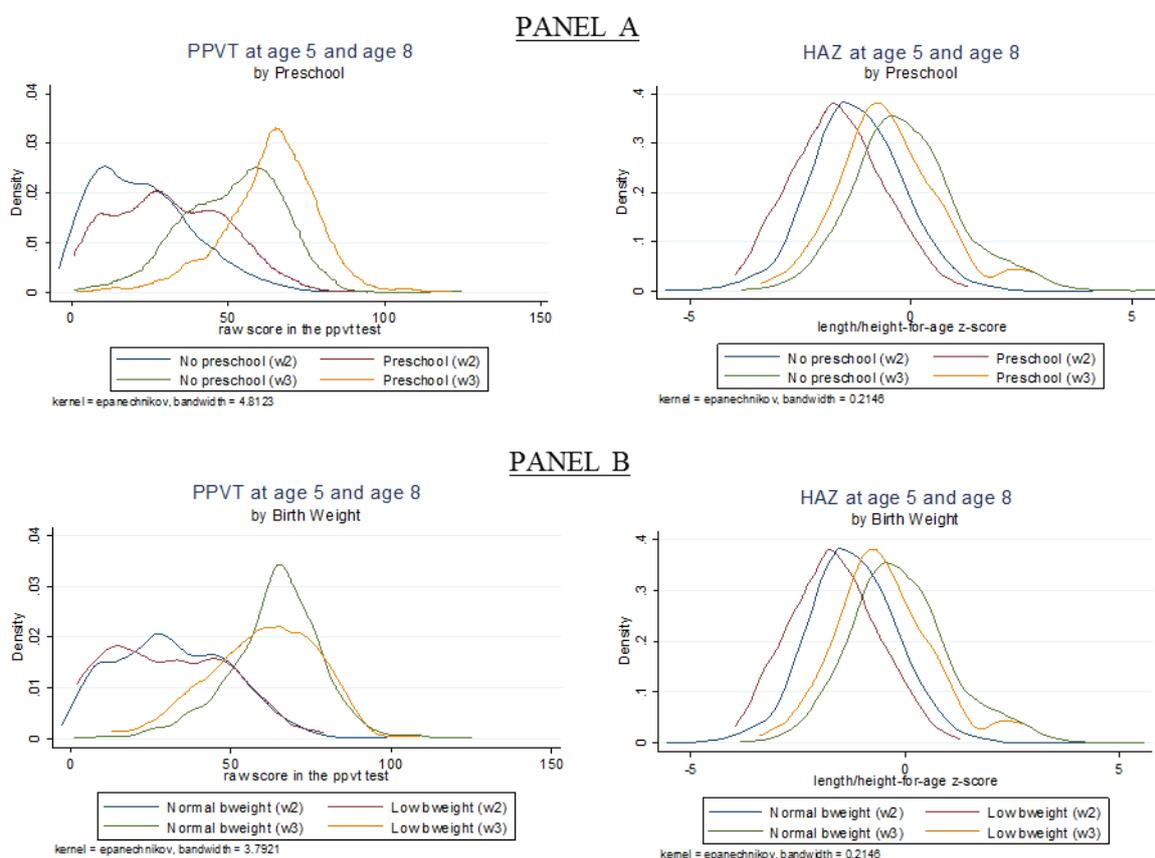 PANEL A
PPVT at age 5 and age 8
by Preschool
Density
0 .01 .02 .03 .04
0 50 100 150
raw score in the ppvt test
No preschool (w2) Preschool (w2)
No preschool (w3) Preschool (w3)
kernel = epanechnikov, bandwidth = 4.8123
HAZ at age 5 and age 8
by Preschool
Density
0 .1 .2 .3 .4
-5 0 5
length/height-for-age z-score
No preschool (w2) Preschool (w2)
No preschool (w3) Preschool (w3)
kernel = epanechnikov, bandwidth = 0.2146
PANEL B
PPVT at age 5 and age 8
by Birth Weight
Density
0 .01 .02 .03 .04
0 50 100 150
raw score in the ppvt test
Normal bweight (w2) Low bweight (w2)
Normal bweight (w3) Low bweight (w3)
kernel = epanechnikov, bandwidth = 3.7921
HAZ at age 5 and age 8
by Birth Weight
Density
0 .1 .2 .3 .4
-5 0 5
length/height-for-age z-score
Normal bweight (w2) Low bweight (w2)
Normal bweight (w3) Low bweight (w3)
kernel = epanechnikov, bandwidth = 0.2146